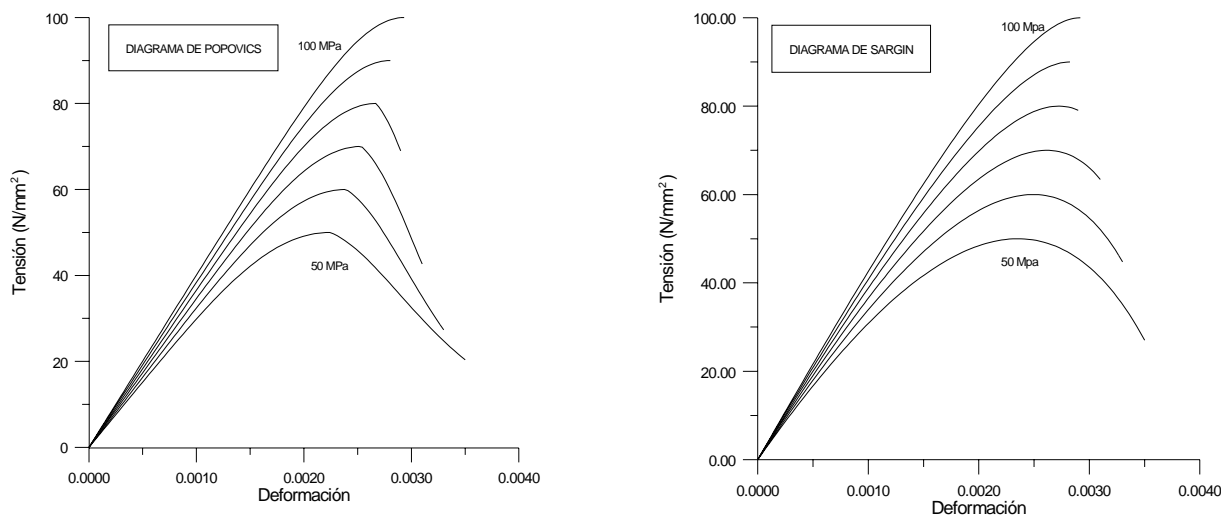 DIAGRAMA DE POPOVICS
100 MPa
50 MPa
Tensión (N/mm²)
100
80
60
40
20
0
0.0000 0.0010 0.0020 0.0030 0.0040
Deformación
DIAGRAMA DE SARGIN
100 Mpa
50 Mpa
Tensión (N/mm²)
100.00
80.00
60.00
40.00
20.00
0.00
0.0000 0.0010 0.0020 0.0030 0.0040
Deformación